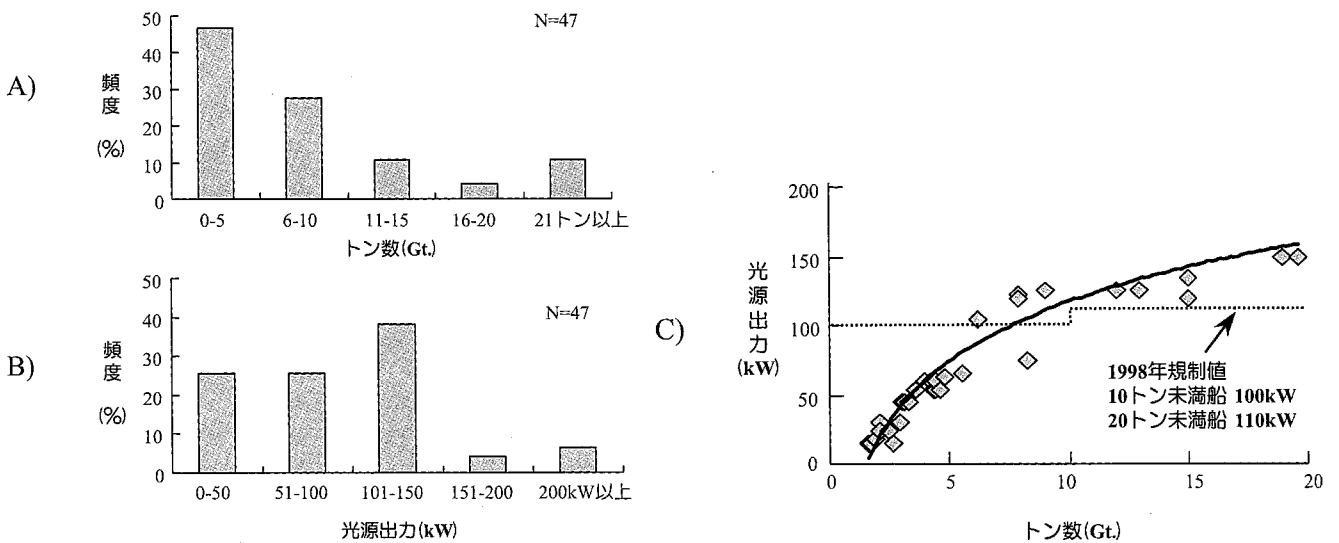 A)
頻度
(%)
50
40
30
20
10
0
N=47
0-5 6-10 11-15 16-20 21トン以上
トン数(Gt.)
B)
頻度
(%)
50
40
30
20
10
0
N=47
0-50 51-100 101-150 151-200 200kW以上
光源出力(kW)
C)
光源出力
(kW)
200
150
100
50
0
1998年規制値
10トン未満船 100kW
20トン未満船 110kW
0 5 10 15 20
トン数(Gt.)